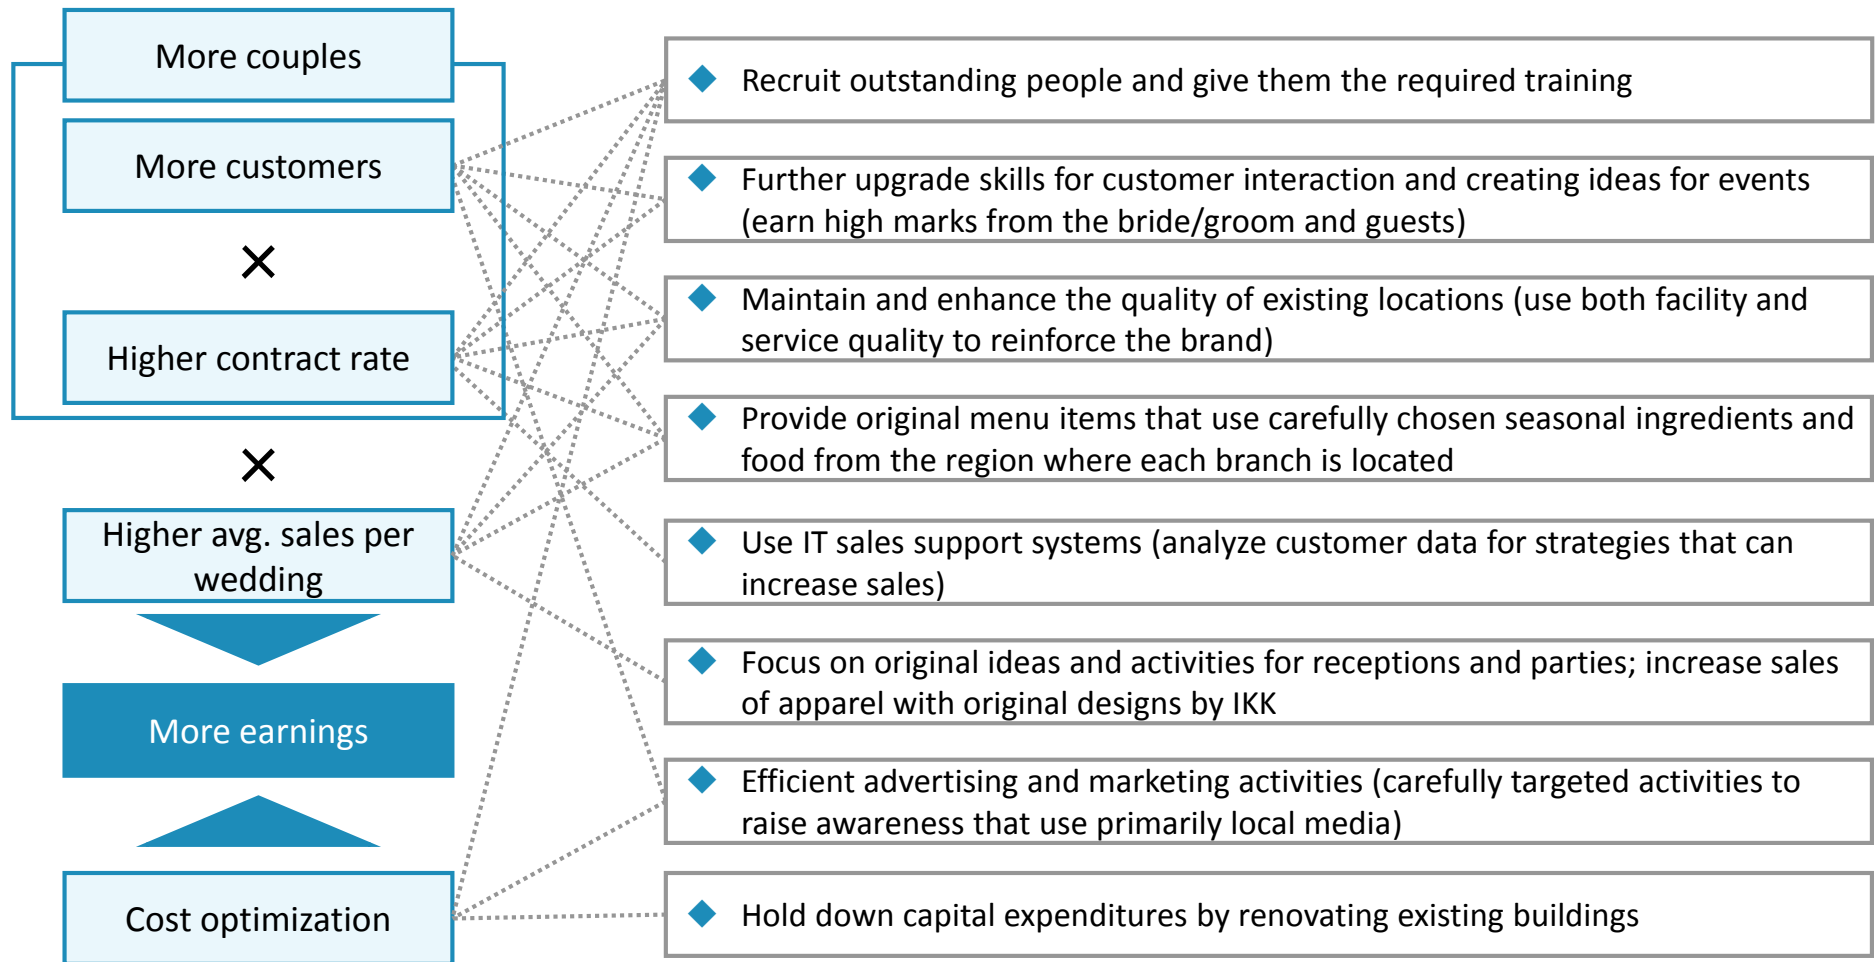 More couples
More customers
×
Higher contract rate
×
Higher avg. sales per
wedding
More earnings
Cost optimization
◆ Recruit outstanding people and give them the required training
◆ Further upgrade skills for customer interaction and creating ideas for events
(earn high marks from the bride/groom and guests)
◆ Maintain and enhance the quality of existing locations (use both facility and
service quality to reinforce the brand)
◆ Provide original menu items that use carefully chosen seasonal ingredients and
food from the region where each branch is located
◆ Use IT sales support systems (analyze customer data for strategies that can
increase sales)
◆ Focus on original ideas and activities for receptions and parties; increase sales
of apparel with original designs by IKK
◆ Efficient advertising and marketing activities (carefully targeted activities to
raise awareness that use primarily local media)
◆ Hold down capital expenditures by renovating existing buildings